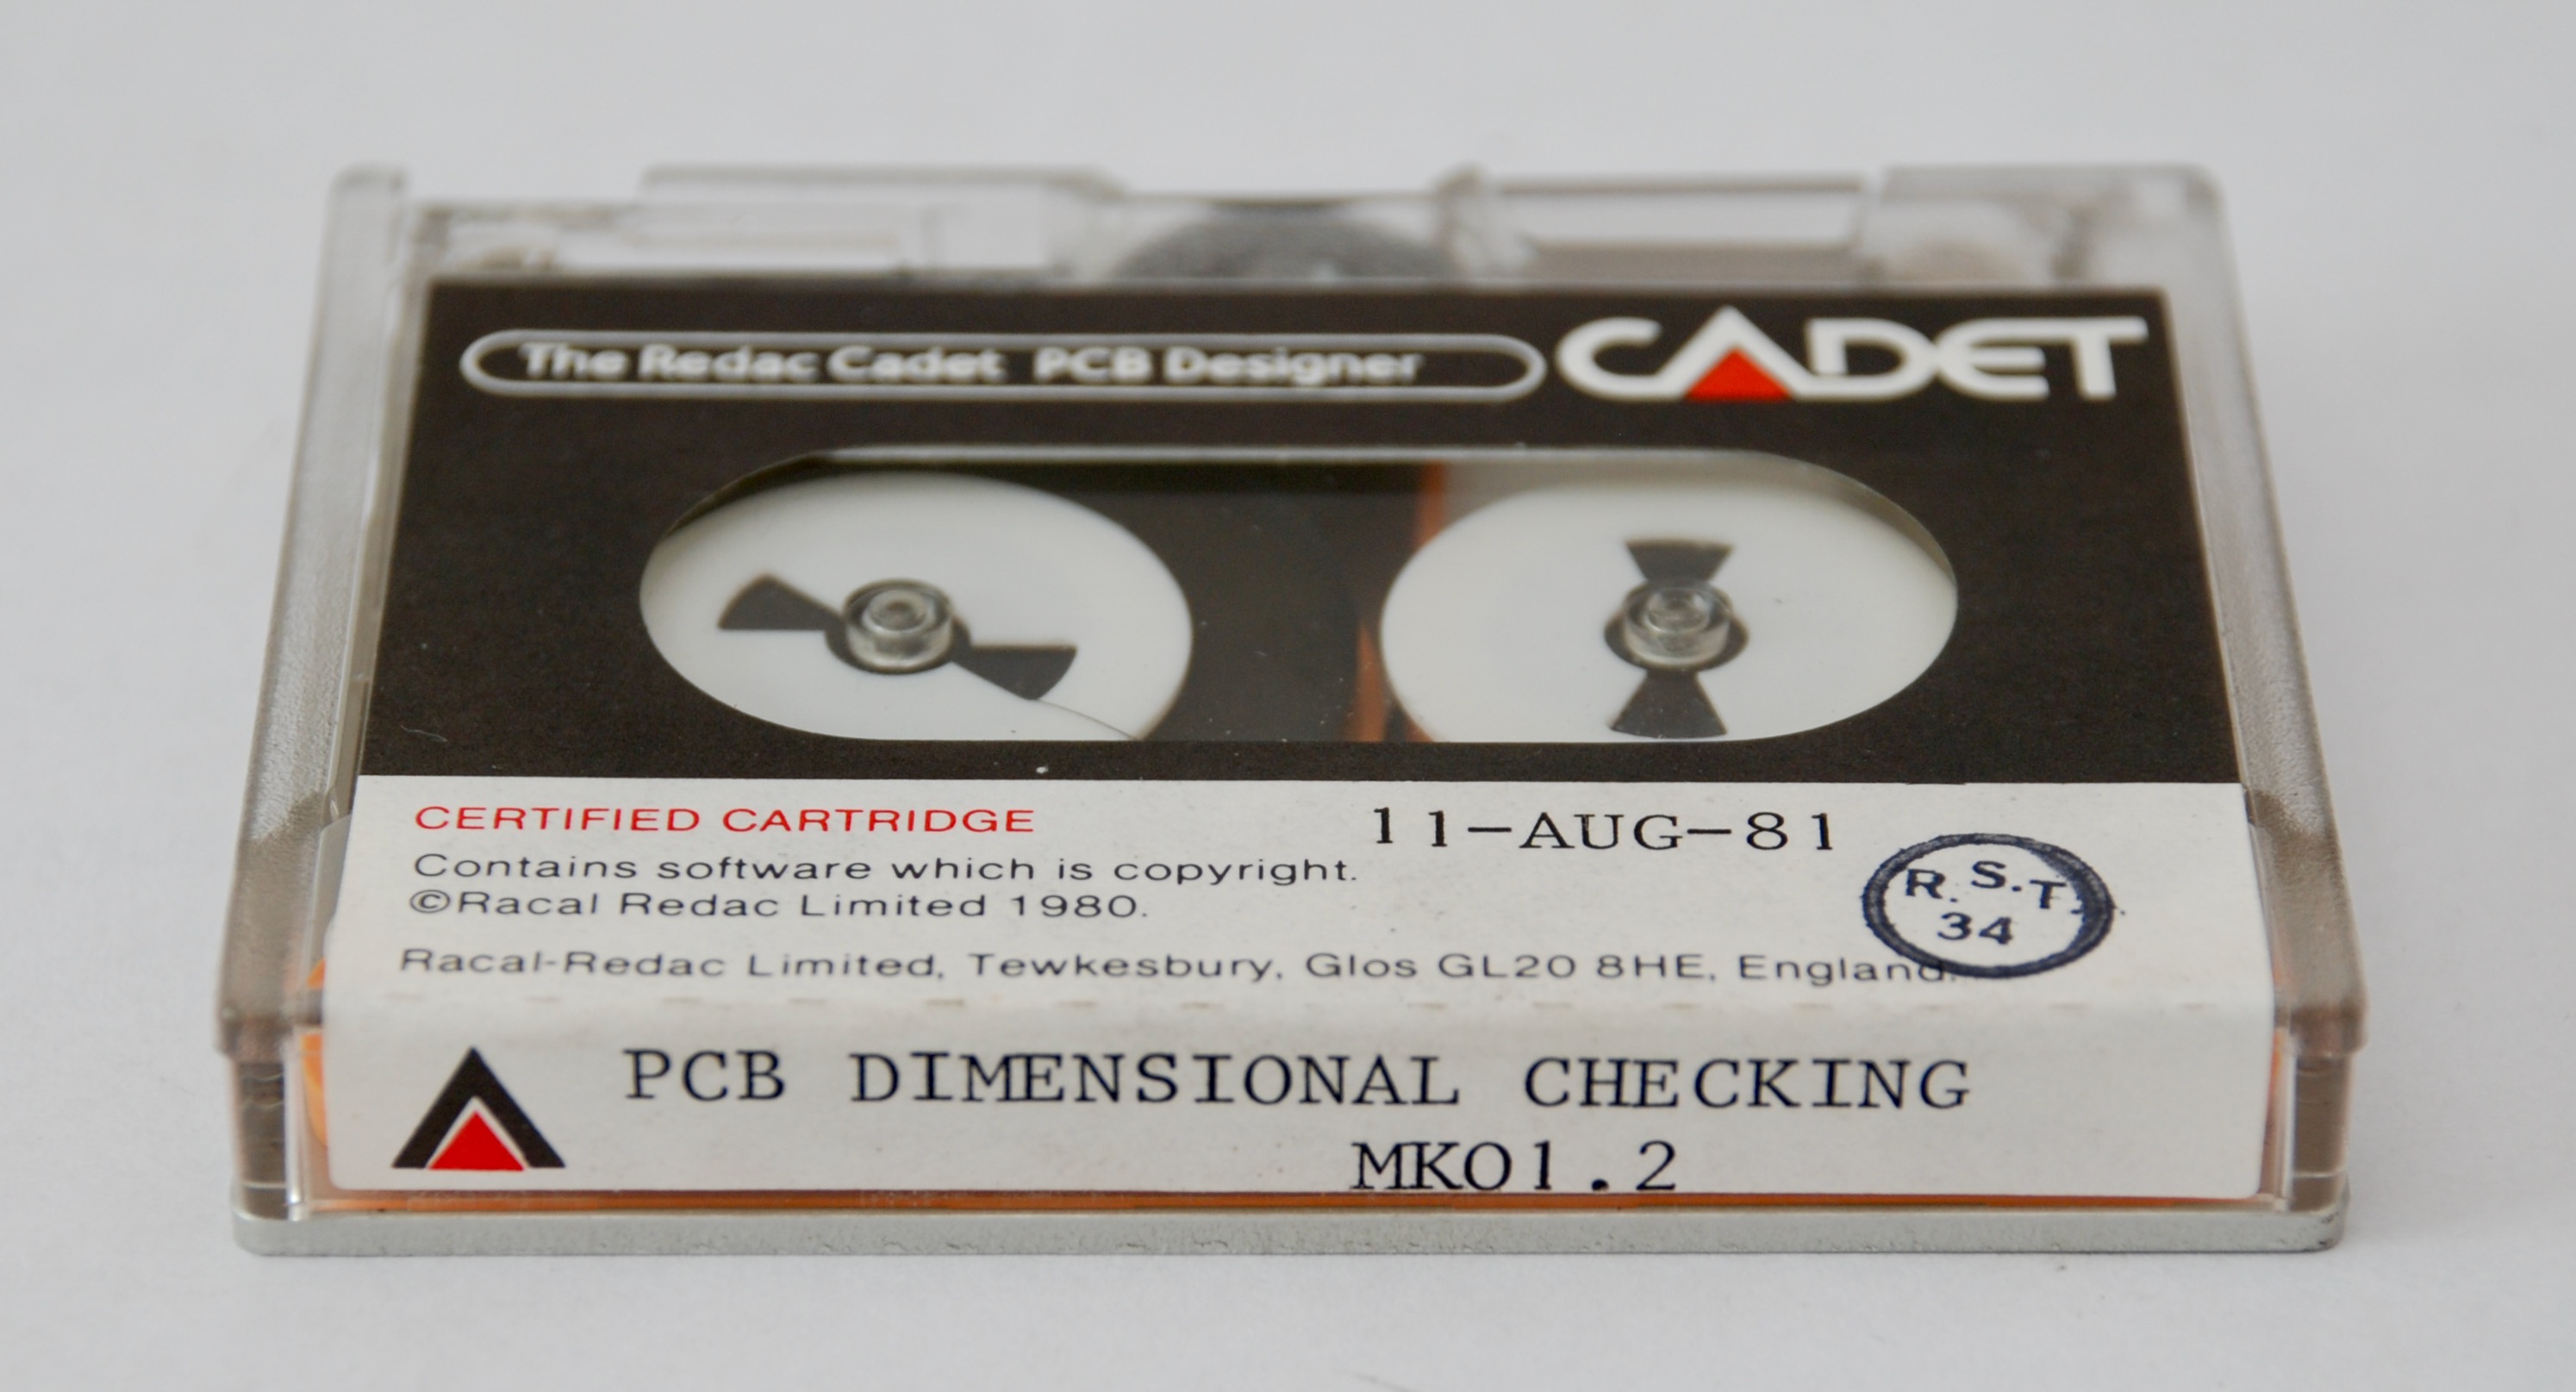 The Redac Cadet PCB Designer
CADET
CERTIFIED CARTRIDGE
11-AUG-81
Contains software which is copyright.
©Racal Redac Limited 1980.
R.S.T.
34
Racal-Redac Limited, Tewkesbury, Glos GL20 8HE, England.
PCB DIMENSIONAL CHECKING
MKO1.2